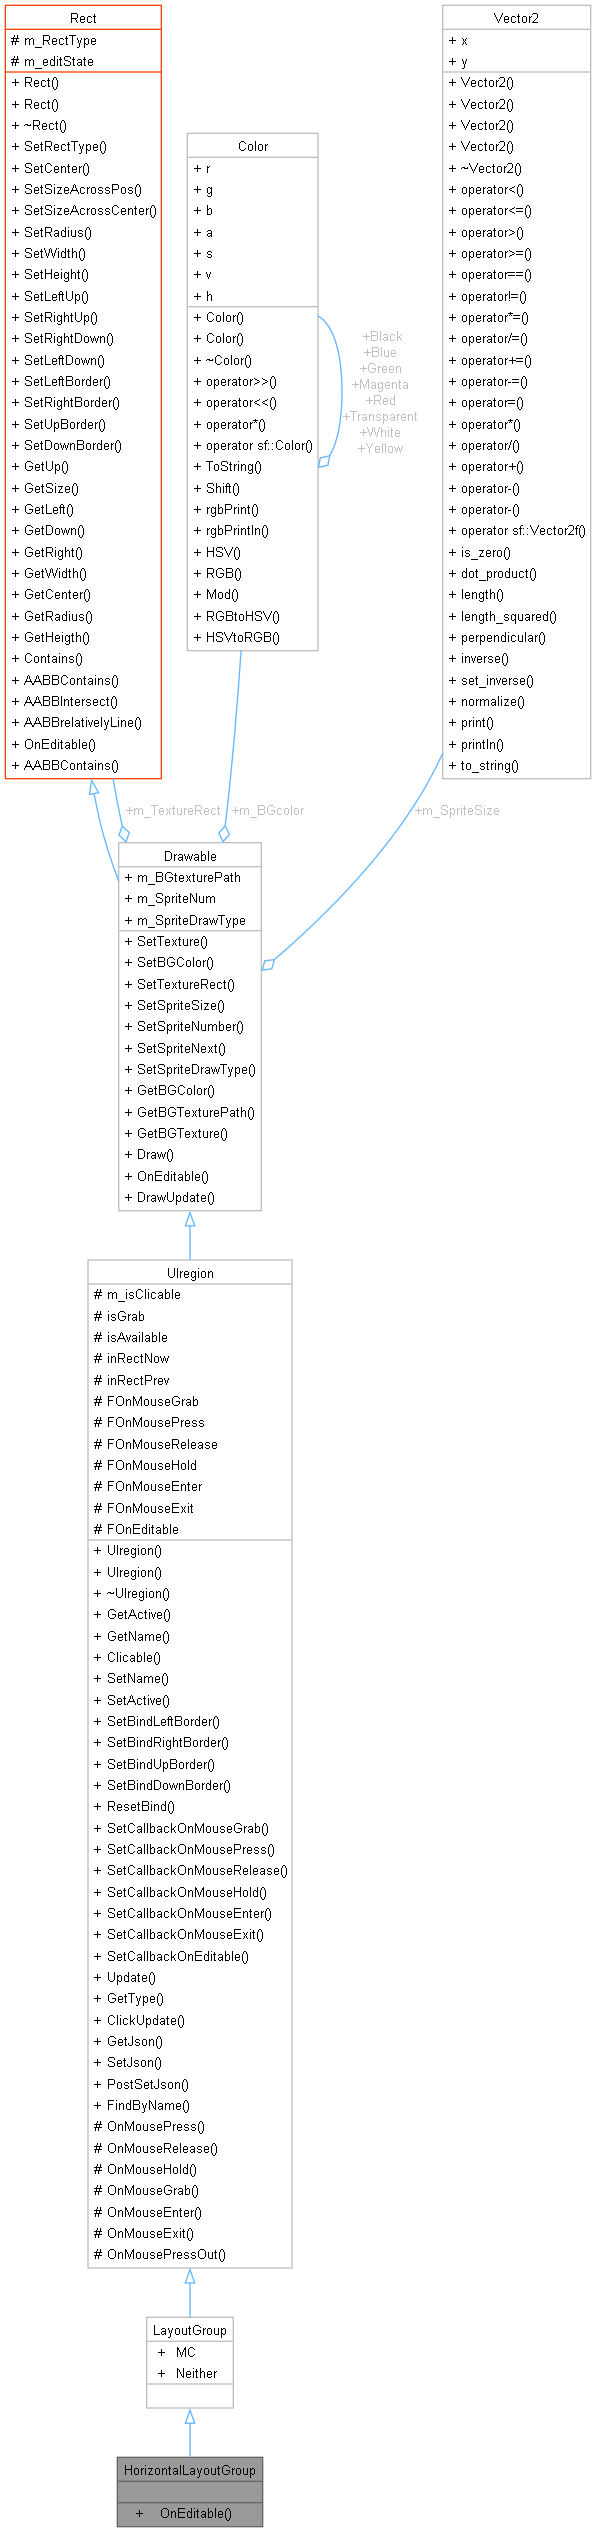 Rect
# m_RectType
# m_editState
+ Rect()
+ Rect()
+ ~Rect()
+ SetRectType()
+ SetCenter()
+ SetSizeAcrossPos()
+ SetSizeAcrossCenter()
+ SetRadius()
+ SetWidth()
+ SetHeight()
+ SetLeftUp()
+ SetRightUp()
+ SetRightDown()
+ SetLeftDown()
+ SetLeftBorder()
+ SetRightBorder()
+ SetUpBorder()
+ SetDownBorder()
+ GetUp()
+ GetSize()
+ GetLeft()
+ GetDown()
+ GetRight()
+ GetWidth()
+ GetCenter()
+ GetRadius()
+ GetHeigth()
+ Contains()
+ AABBContains()
+ AABBIntersect()
+ AABBrelativelyLine()
+ OnEditable()
+ AABBContains()
Color
+ r
+ g
+ b
+ a
+ s
+ v
+ h
+ Color()
+ Color()
+ ~Color()
+ operator>>()
+ operator<<()
+ operator*()
+ operator sf::Color()
+ ToString()
+ Shift()
+ rgbPrint()
+ rgbPrintln()
+ HSV()
+ RGB()
+ Mod()
+ RGBtoHSV()
+ HSVtoRGB()
+Black
+Blue
+Green
+Magenta
+Red
+Transparent
+White
+Yellow
Vector2
+ x
+ y
+ Vector2()
+ Vector2()
+ Vector2()
+ Vector2()
+ ~Vector2()
+ operator<()
+ operator<=()
+ operator>()
+ operator>=()
+ operator==()
+ operator!=()
+ operator*=()
+ operator/=()
+ operator+=()
+ operator-=()
+ operator=()
+ operator*()
+ operator/()
+ operator+()
+ operator-()
+ operator-()
+ operator sf::Vector2f()
+ is_zero()
+ dot_product()
+ length()
+ length_squared()
+ perpendicular()
+ inverse()
+ set_inverse()
+ normalize()
+ print()
+ println()
+ to_string()
+m_TextureRect
+m_BGcolor
+m_SpriteSize
Drawable
+ m_BGtexturePath
+ m_SpriteNum
+ m_SpriteDrawType
+ SetTexture()
+ SetBGColor()
+ SetTextureRect()
+ SetSpriteSize()
+ SetSpriteNumber()
+ SetSpriteNext()
+ SetSpriteDrawType()
+ GetBGColor()
+ GetBGTexturePath()
+ GetBGTexture()
+ Draw()
+ OnEditable()
+ DrawUpdate()
UIregion
# m_isClicable
# isGrab
# isAvailable
# inRectNow
# inRectPrev
# FOnMouseGrab
# FOnMousePress
# FOnMouseRelease
# FOnMouseHold
# FOnMouseEnter
# FOnMouseExit
# FOnEditable
+ UIregion()
+ UIregion()
+ ~UIregion()
+ GetActive()
+ GetName()
+ Clicable()
+ SetName()
+ SetActive()
+ SetBindLeftBorder()
+ SetBindRightBorder()
+ SetBindUpBorder()
+ SetBindDownBorder()
+ ResetBind()
+ SetCallbackOnMouseGrab()
+ SetCallbackOnMousePress()
+ SetCallbackOnMouseRelease()
+ SetCallbackOnMouseHold()
+ SetCallbackOnMouseEnter()
+ SetCallbackOnMouseExit()
+ SetCallbackOnEditable()
+ Update()
+ GetType()
+ ClickUpdate()
+ GetJson()
+ SetJson()
+ PostSetJson()
+ FindByName()
# OnMousePress()
# OnMouseRelease()
# OnMouseHold()
# OnMouseGrab()
# OnMouseEnter()
# OnMouseExit()
# OnMousePressOut()
LayoutGroup
+ MC
+ Neither
HorizontalLayoutGroup
+ OnEditable()